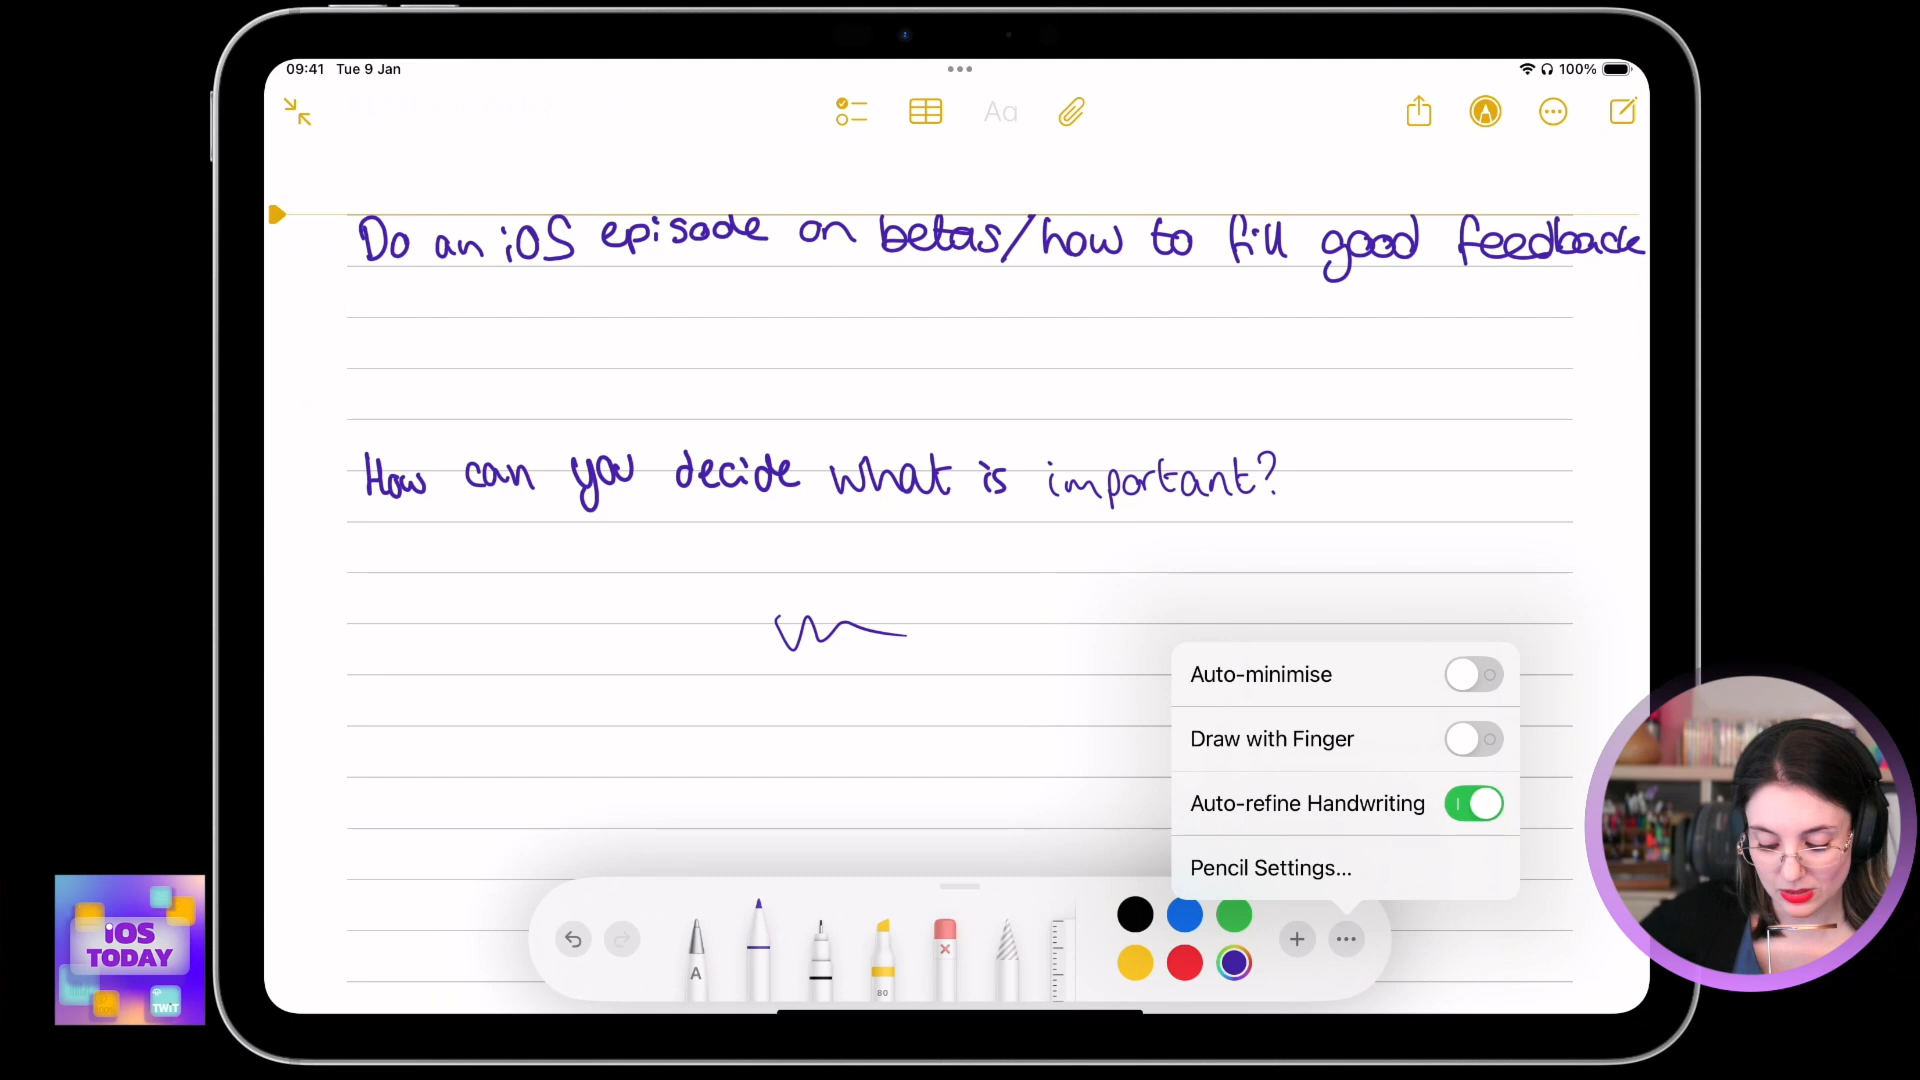 09:41 Tue 9 Jan
100%
Aa
Do an iOS episode on betas/how to fill good feedback
How can you decide what is important?
Auto-minimise
Draw with Finger
Auto-refine Handwriting
Pencil Settings...
A
80
iOS
TODAY
TWiT